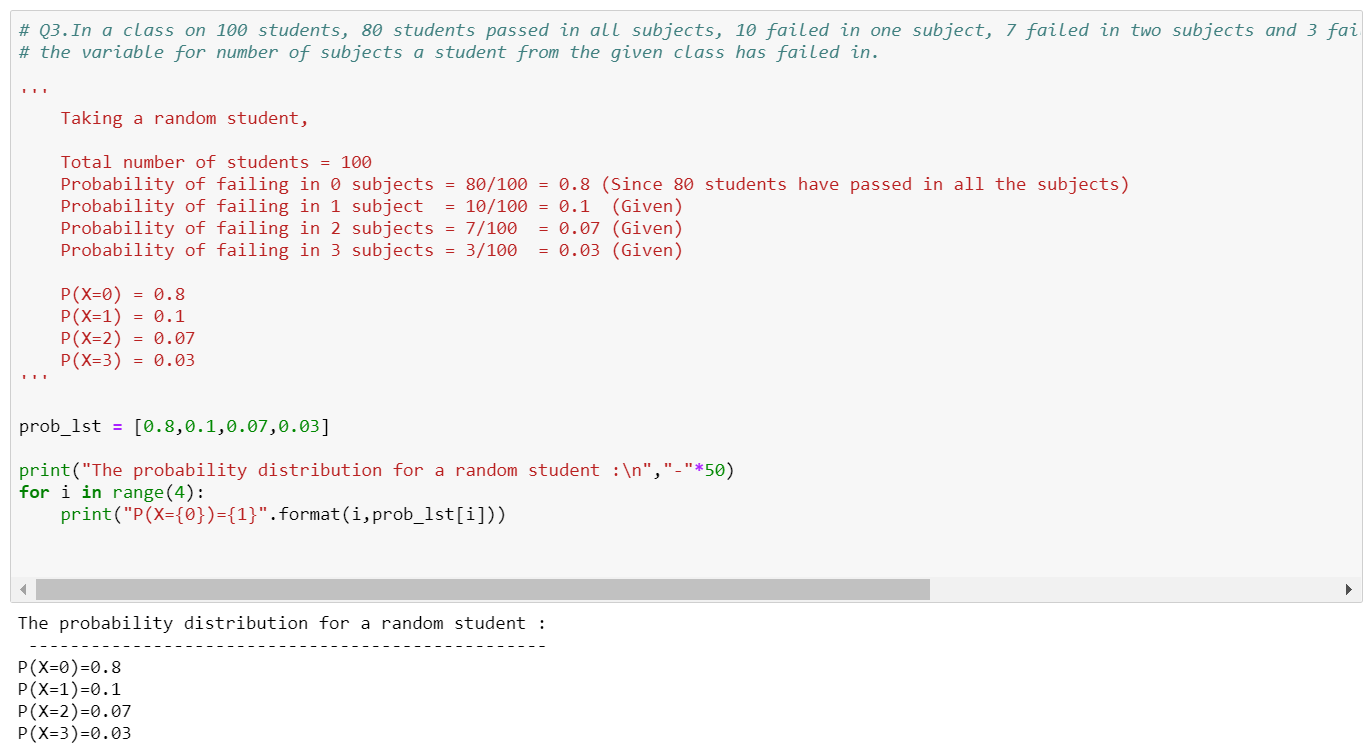 # Q3.In a class on 100 students, 80 students passed in all subjects, 10 failed in one subject, 7 failed in two subjects and 3
# the variable for number of subjects a student from the given class has failed in.
'''
Taking a random student,
Total number of students = 100
Probability of failing in 0 subjects = 80/100 = 0.8 (Since 80 students have passed in all the subjects)
Probability of failing in 1 subject  = 10/100 = 0.1  (Given)
Probability of failing in 2 subjects = 7/100  = 0.07 (Given)
Probability of failing in 3 subjects = 3/100  = 0.03 (Given)
P(X=0) = 0.8
P(X=1) = 0.1
P(X=2) = 0.07
P(X=3) = 0.03
'''
prob_lst = [0.8,0.1,0.07,0.03]
print("The probability distribution for a random student :\n","-"*50)
for i in range(4):
    print("P(X={0})={1}".format(i,prob_lst[i]))
The probability distribution for a random student :
--------------------------------------------------
P(X=0)=0.8
P(X=1)=0.1
P(X=2)=0.07
P(X=3)=0.03